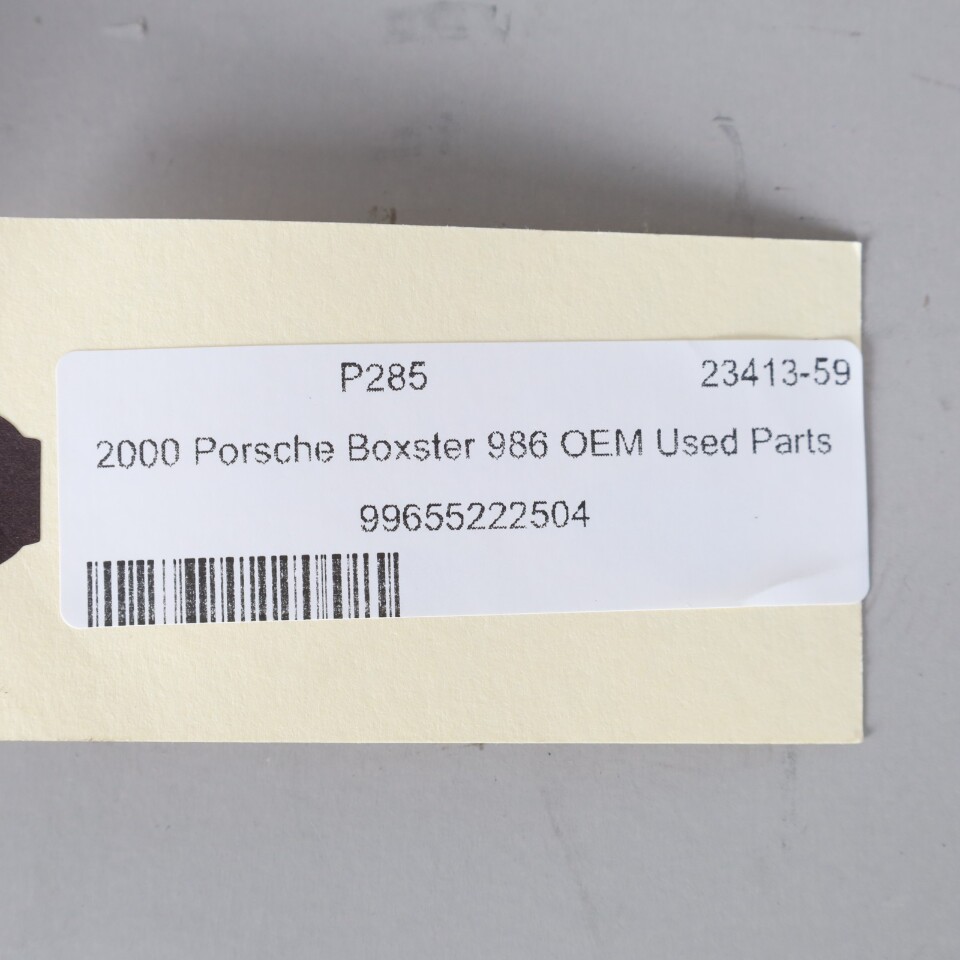 P285 23413-59
2000 Porsche Boxster 986 OEM Used Parts
99655222504